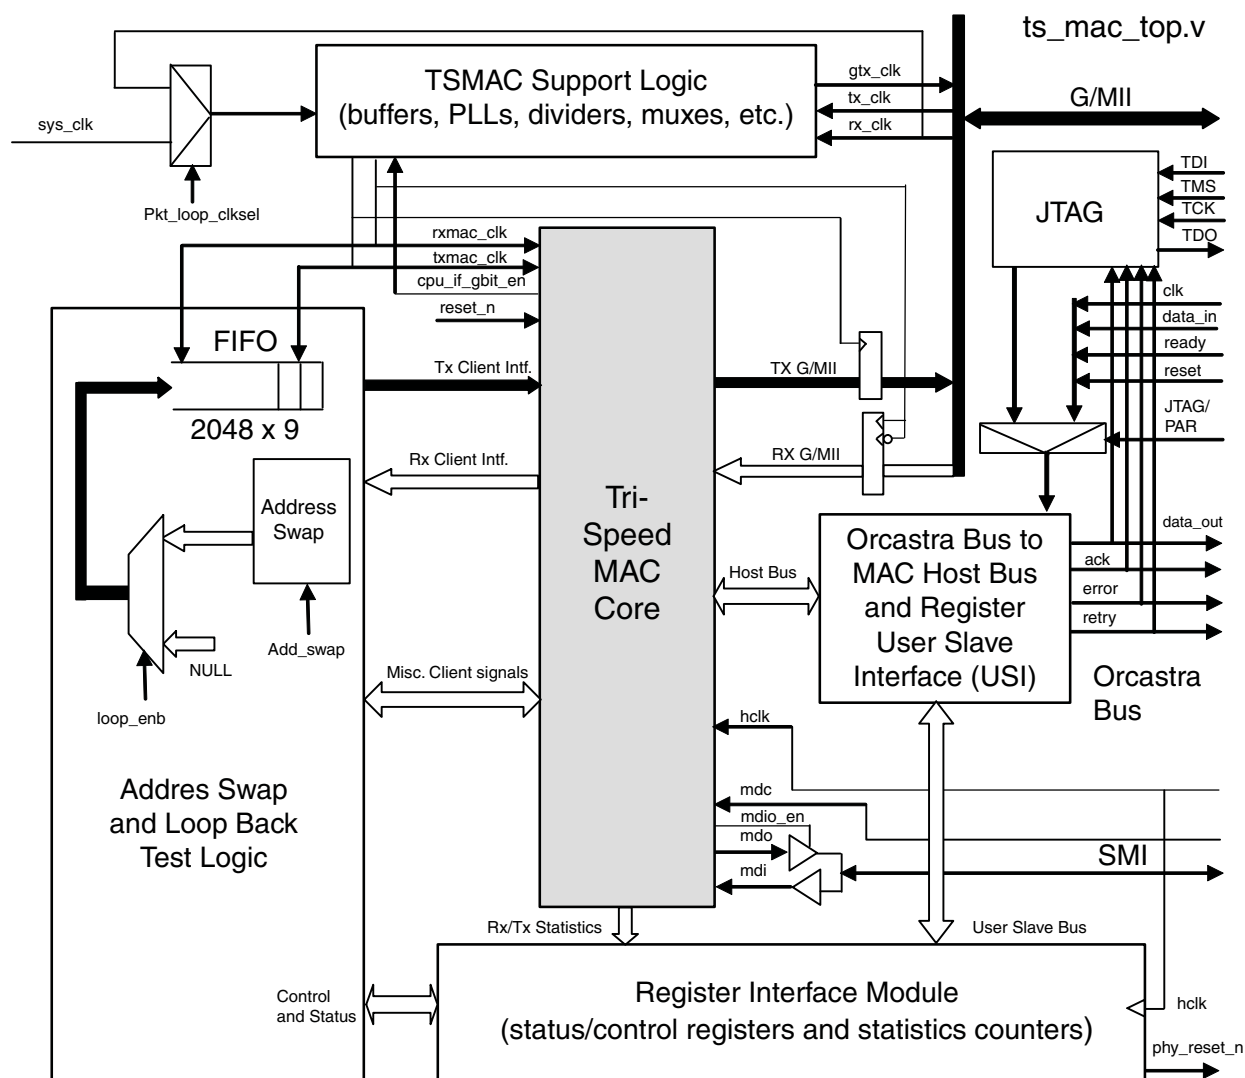 ts_mac_top.v
TSMAC Support Logic
(buffers, PLLs, dividers, muxes, etc.)
gtx_clk
tx_clk
rx_clk
G/MII
sys_clk
Pkt_loop_clksel
JTAG
TDI
TMS
TCK
TDO
rxmac_clk
txmac_clk
cpu_if_gbit_en
reset_n
clk
data_in
ready
reset
JTAG/
PAR
FIFO
2048 x 9
Tx Client Intf.
TX G/MII
Rx Client Intf.
RX G/MII
Address
Swap
Add_swap
NULL
loop_enb
Tri-
Speed
MAC
Core
Host Bus
Orcastra Bus to
MAC Host Bus
and Register
User Slave
Interface (USI)
data_out
ack
error
retry
Orcastra
Bus
Misc. Client signals
hclk
mdc
mdio_en
mdo
mdi
SMI
Addres Swap
and Loop Back
Test Logic
Rx/Tx Statistics
User Slave Bus
Control
and Status
Register Interface Module
(status/control registers and statistics counters)
hclk
phy_reset_n